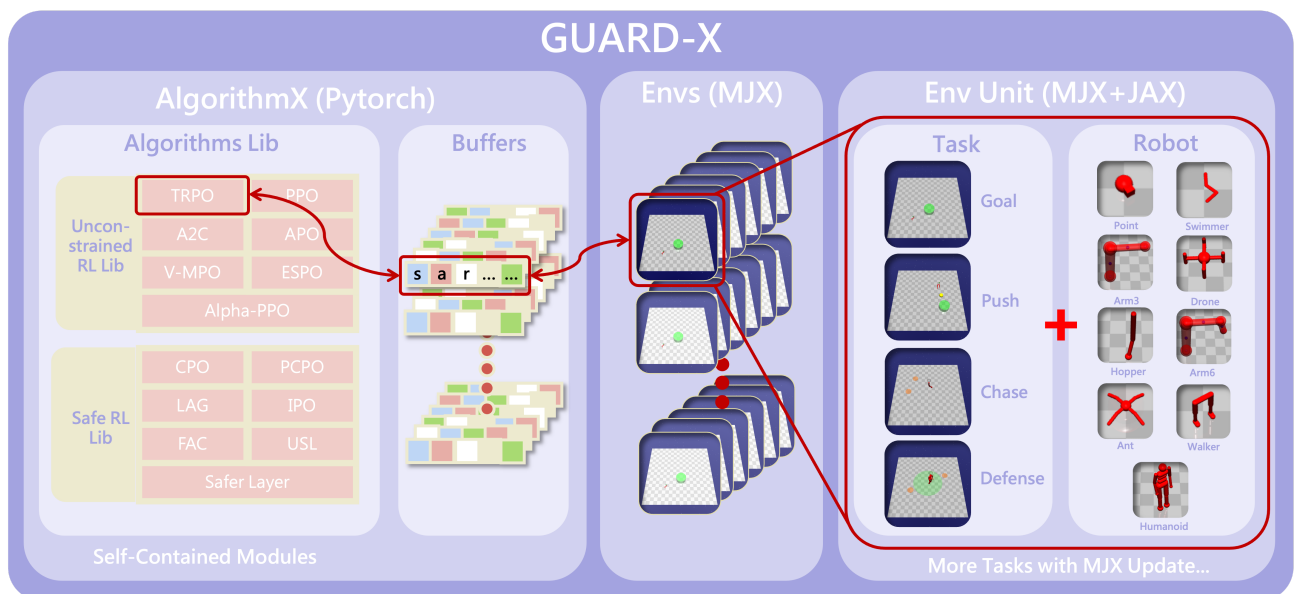 GUARD-X
AlgorithmX (Pytorch)
Algorithms Lib
Uncon-
strained
RL Lib
TRPO
PPO
A2C
APO
V-MPO
ESPO
Alpha-PPO
Safe RL
Lib
CPO
PCPO
LAG
IPO
FAC
USL
Safer Layer
Buffers
s a r ... ...
Self-Contained Modules
Envs (MJX)
Env Unit (MJX+JAX)
Task
Goal
Push
Chase
Defense
+
Robot
Point
Swimmer
Arm3
Drone
Hopper
Arm6
Ant
Walker
Humanoid
More Tasks with MJX Update...